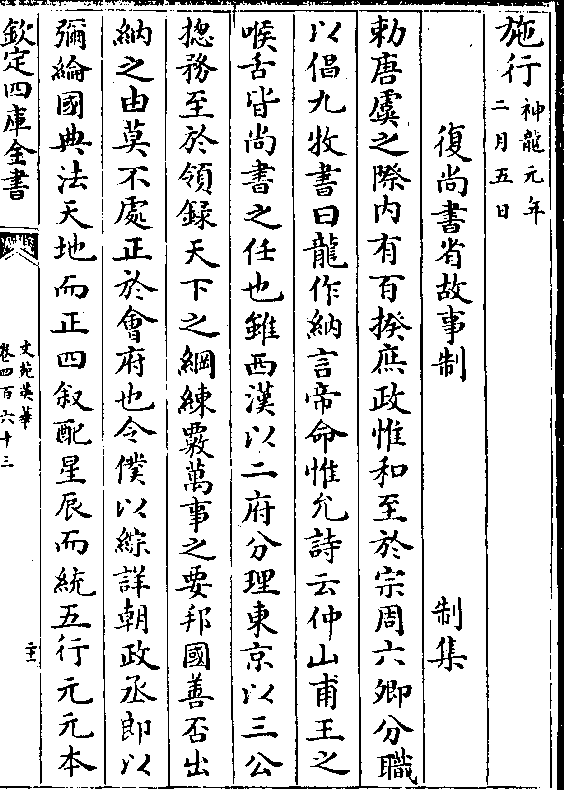 施行神龍元年二月五日
復尚書省故事制　制集
勅唐虞之際内有百揆庶政惟和至於宗周六卿分職
以倡九牧書曰龍作納言帝命惟允詩云仲山甫王之
喉舌皆尚書之任也雖西漢以二府分理東京以三公
揔務至於領録天下之綱練覈萬事之要邦國善否出
納之由莫不處正於會府也令僕以綜詳朝政丞郎以
彌綸國典法天地而正四叙配星辰而統五行元元本
欽定四庫全書
文苑英華
卷四百六十三
二十二